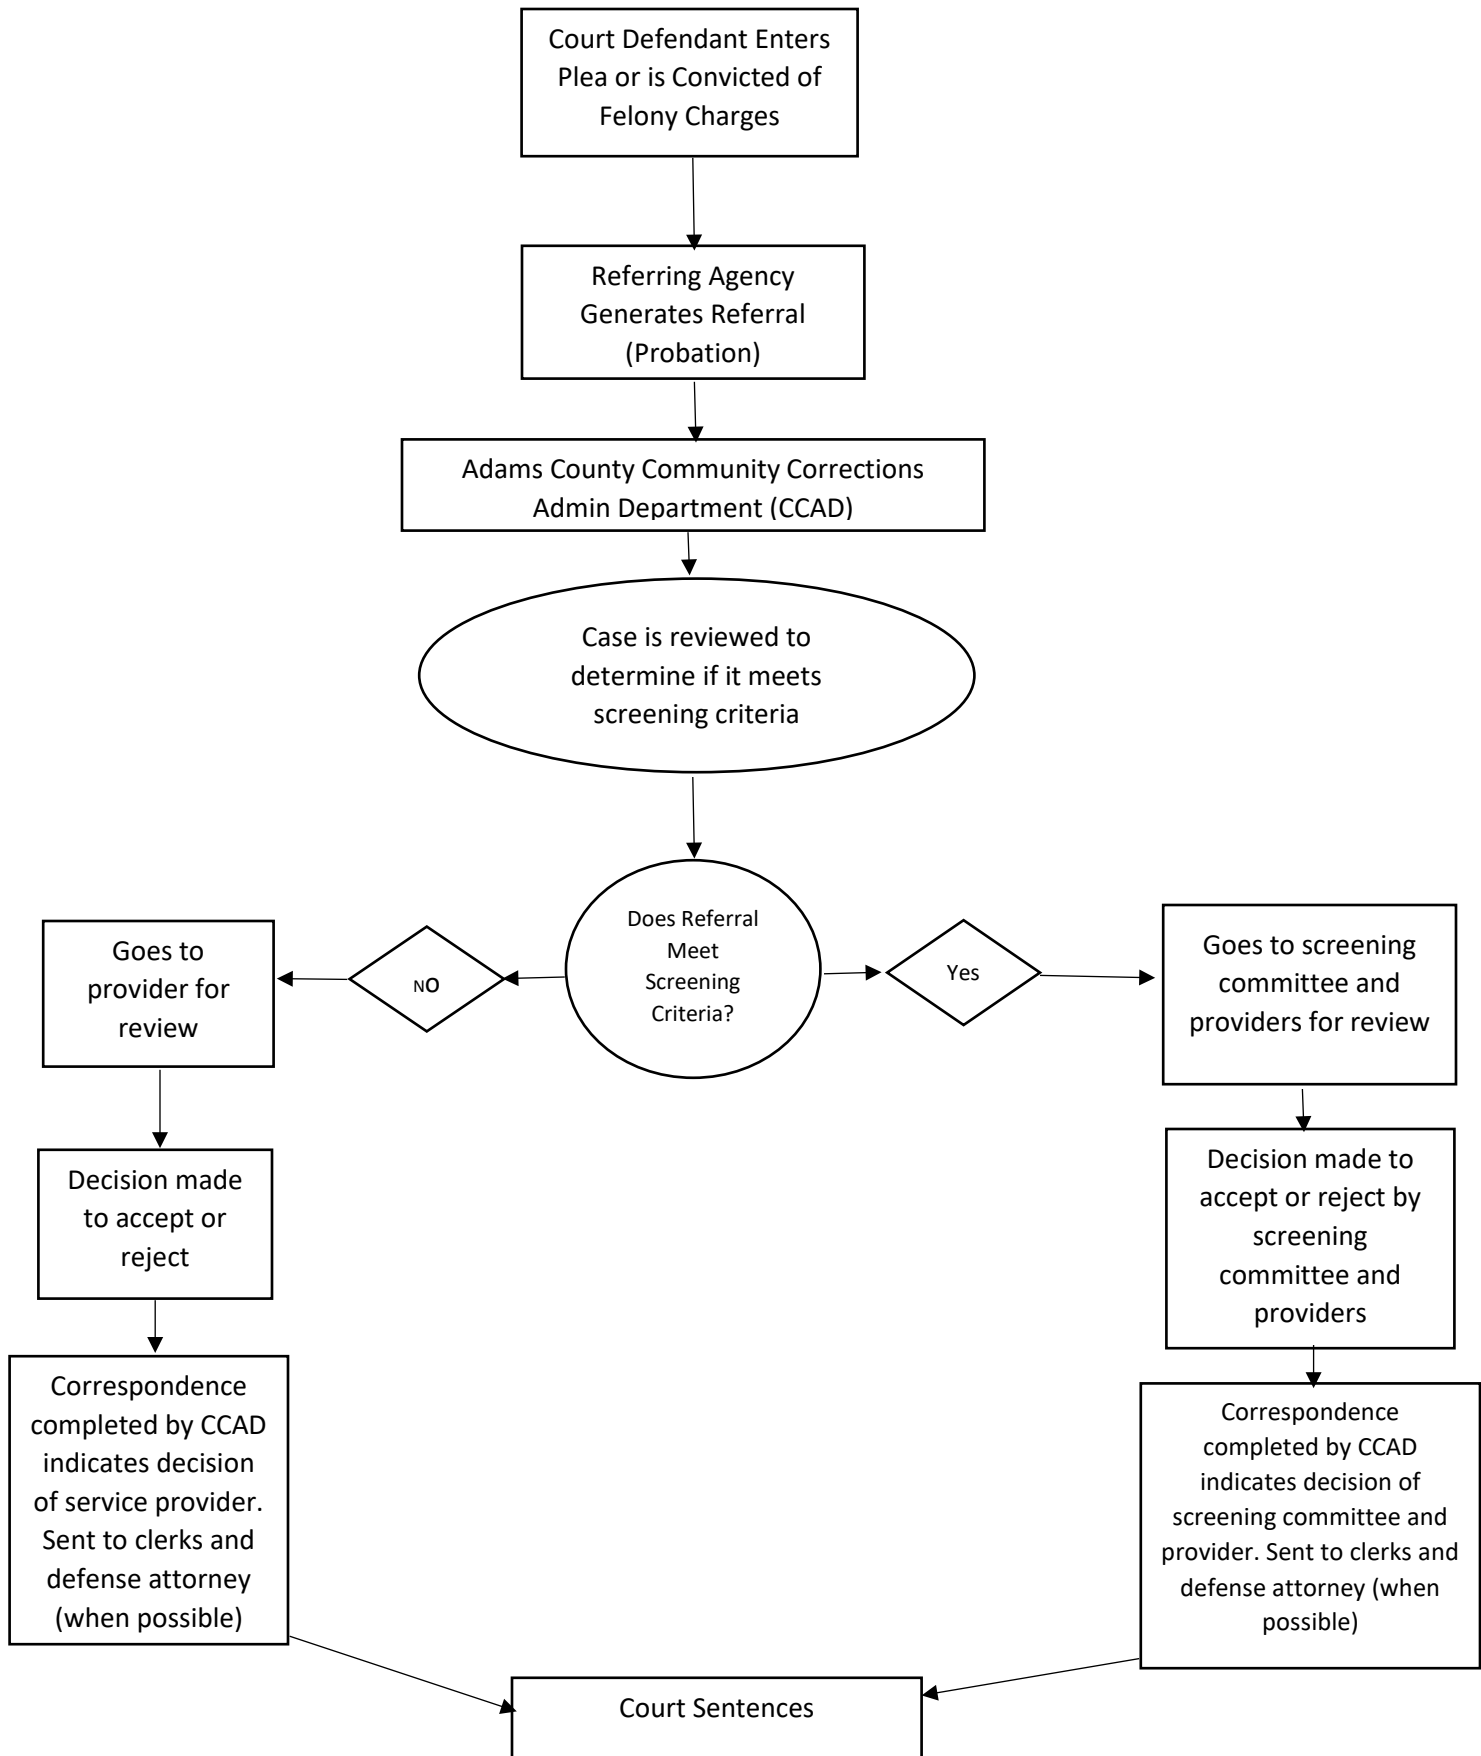 Court Defendant Enters
Plea or is Convicted of
Felony Charges
Referring Agency
Generates Referral
(Probation)
Adams County Community Corrections
Admin Department (CCAD)
Case is reviewed to
determine if it meets
screening criteria
Does Referral
Meet
Screening
Criteria?
NO
Yes
Goes to
provider for
review
Goes to screening
committee and
providers for review
Decision made
to accept or
reject
Decision made to
accept or reject by
screening
committee and
providers
Correspondence
completed by CCAD
indicates decision
of service provider.
Sent to clerks and
defense attorney
(when possible)
Correspondence
completed by CCAD
indicates decision of
screening committee and
provider. Sent to clerks and
defense attorney (when
possible)
Court Sentences